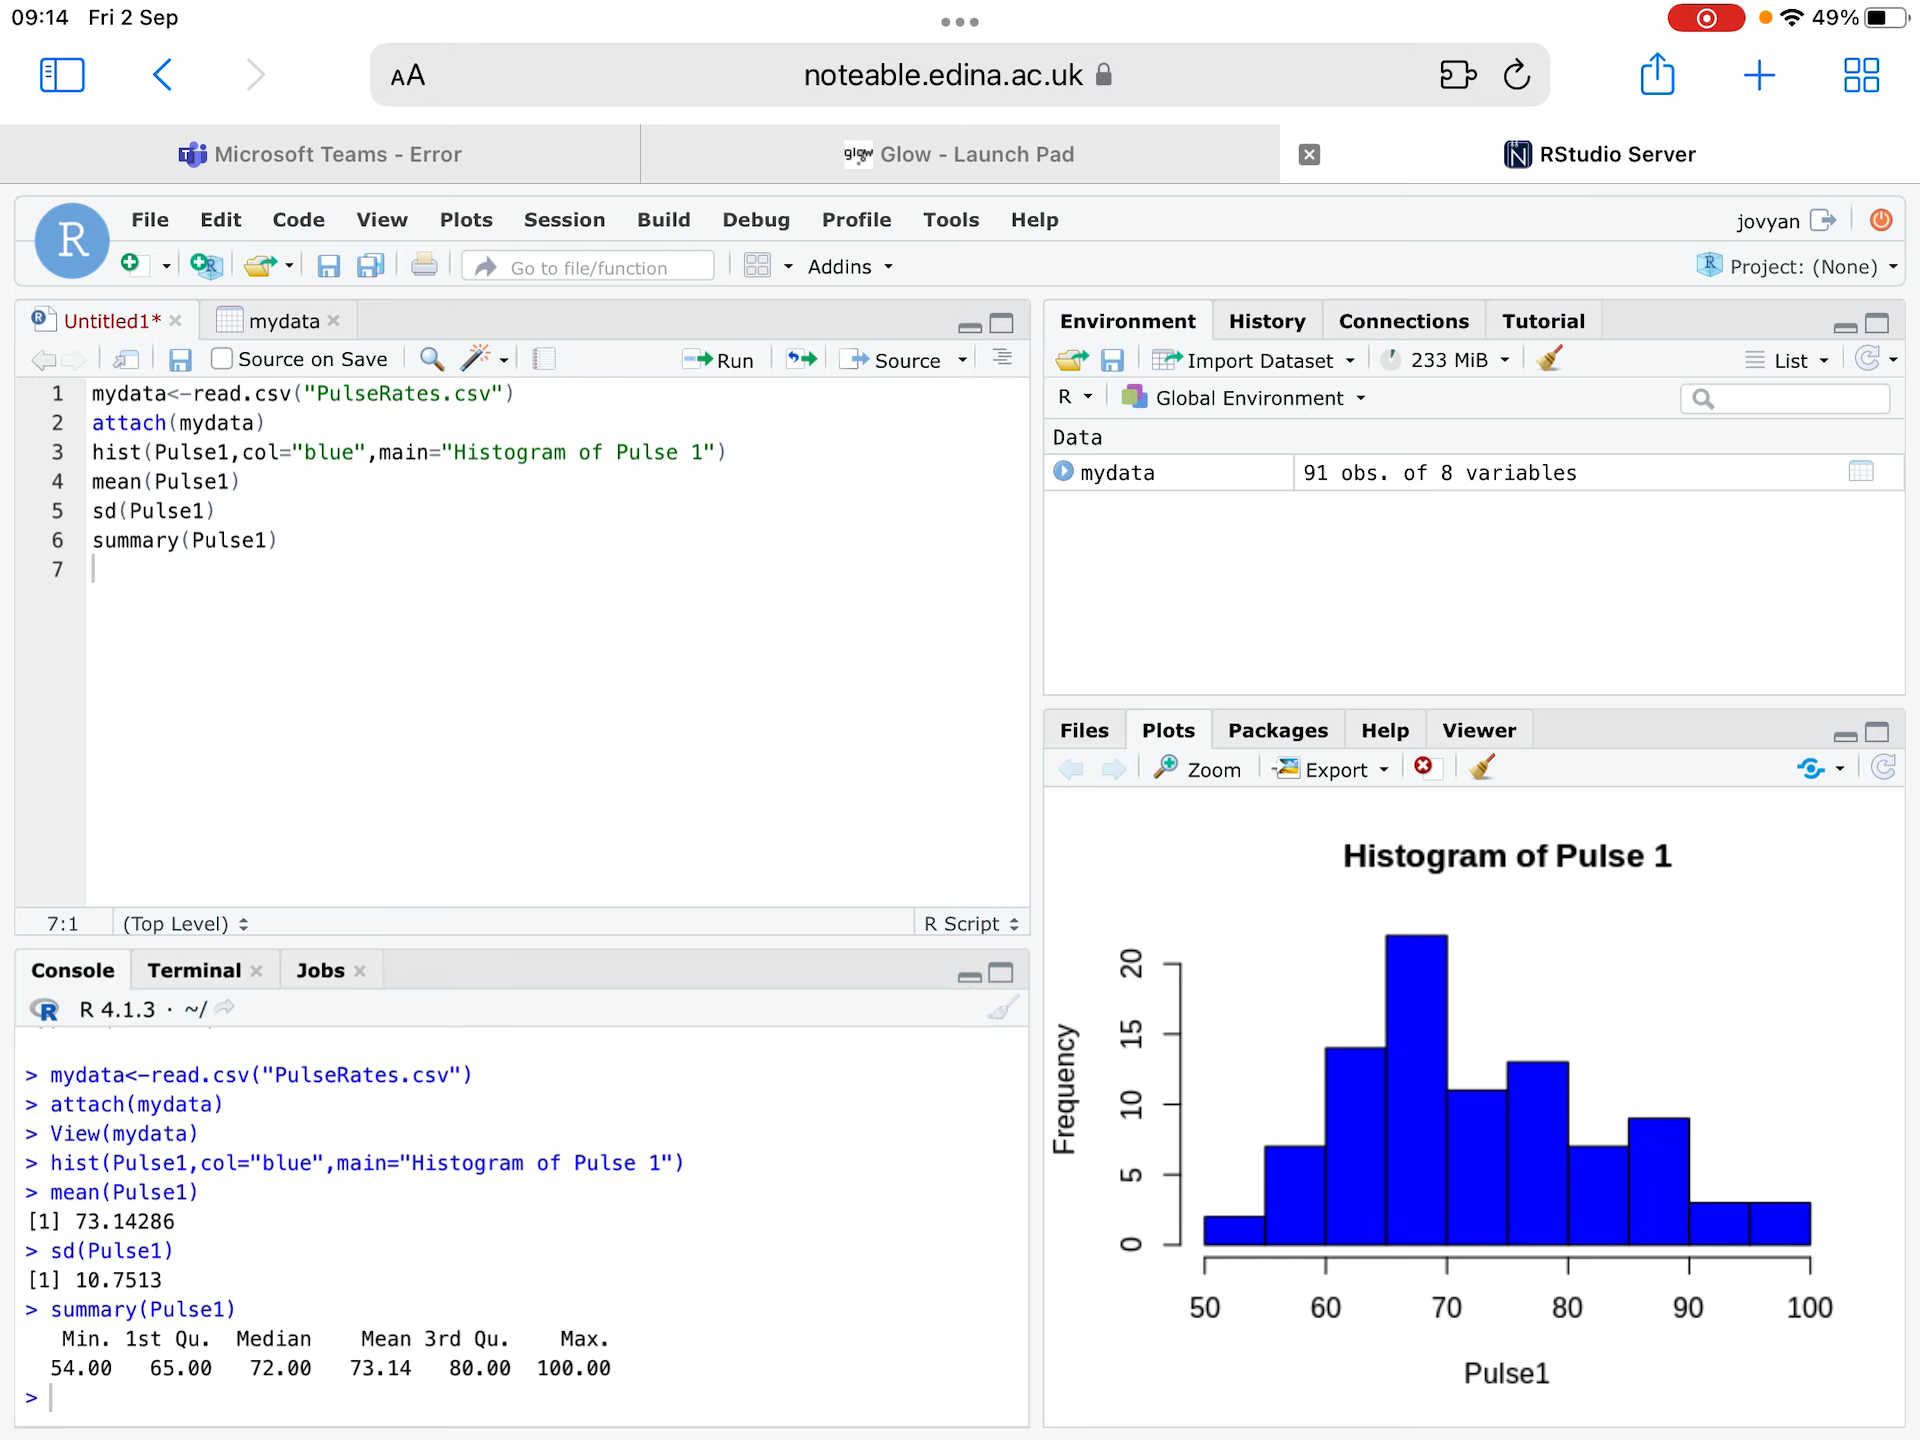 09:14 Fri 2 Sep
49%
AA noteable.edina.ac.uk
Microsoft Teams - Error
glow Glow - Launch Pad
RStudio Server
R File Edit Code View Plots Session Build Debug Profile Tools Help
jovyan
Go to file/function
Addins
Project: (None)
Untitled1*
mydata
Source on Save
Run
Source
1 mydata<-read.csv("PulseRates.csv")
2 attach(mydata)
3 hist(Pulse1,col="blue",main="Histogram of Pulse 1")
4 mean(Pulse1)
5 sd(Pulse1)
6 summary(Pulse1)
7
7:1 (Top Level)
R Script
Console Terminal Jobs
R 4.1.3 · ~/
> mydata<-read.csv("PulseRates.csv")
> attach(mydata)
> View(mydata)
> hist(Pulse1,col="blue",main="Histogram of Pulse 1")
> mean(Pulse1)
[1] 73.14286
> sd(Pulse1)
[1] 10.7513
> summary(Pulse1)
Min. 1st Qu. Median Mean 3rd Qu. Max.
54.00 65.00 72.00 73.14 80.00 100.00
>
Environment History Connections Tutorial
Import Dataset
233 MiB
List
R Global Environment
Data
mydata 91 obs. of 8 variables
Files Plots Packages Help Viewer
Zoom Export
Histogram of Pulse 1
Frequency
20
15
10
5
0
50 60 70 80 90 100
Pulse1